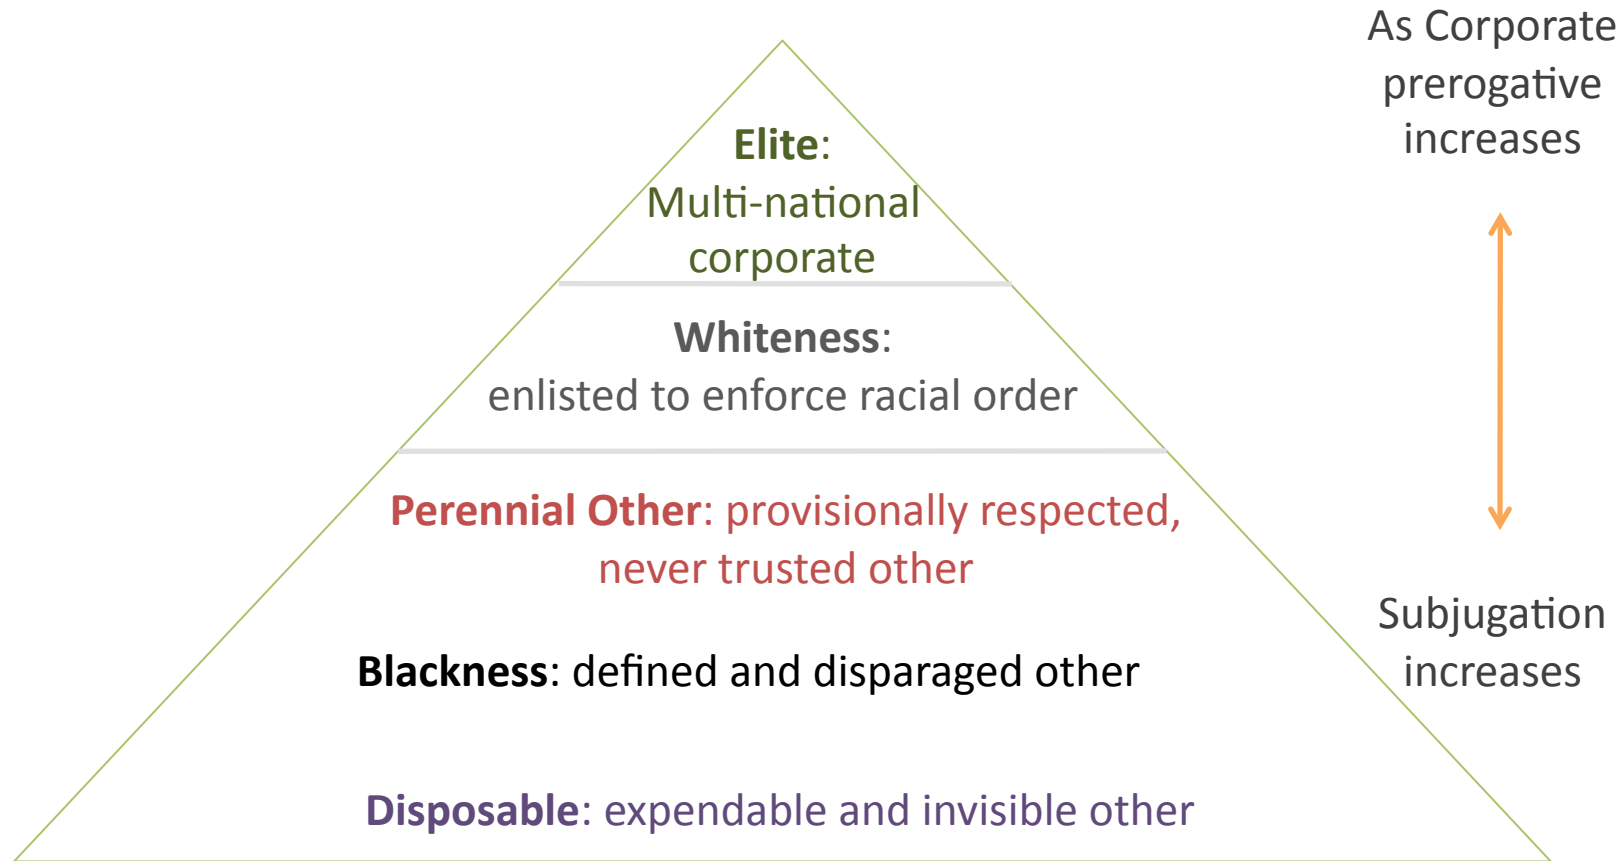 As Corporate
prerogative
increases
Elite:
Multi-national
corporate
Whiteness:
enlisted to enforce racial order
Perennial Other: provisionally respected,
never trusted other
Blackness: defined and disparaged other
Disposable: expendable and invisible other
Subjugation
increases